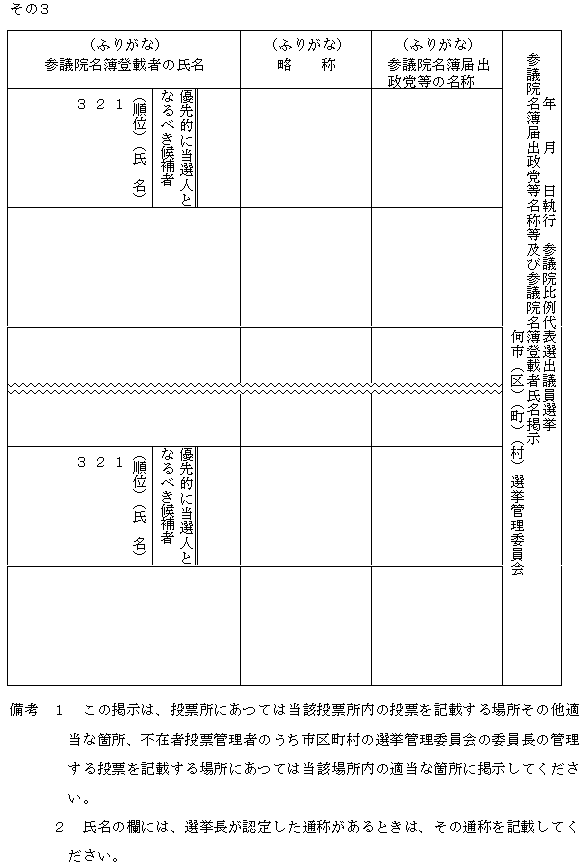 その3
年　月　日執行　参議院比例代表選出議員選挙
参議院名簿届出政党等名称等及び参議院名簿登載者氏名掲示
何市（区）（町）（村）選挙管理委員会
（ふりがな）
参議院名簿届出
政党等の名称
（ふりがな）
略　　称
（ふりがな）
参議院名簿登載者の氏名
優先的に当選人と
なるべき候補者
（順位）（氏　名）
1
2
3
優先的に当選人と
なるべき候補者
（順位）（氏　名）
1
2
3
備考　1　この掲示は、投票所にあつては当該投票所内の投票を記載する場所その他適
当な箇所、不在者投票管理者のうち市区町村の選挙管理委員会の委員長の管理
する投票を記載する場所にあつては当該場所内の適当な箇所に掲示してくださ
い。
2　氏名の欄には、選挙長が認定した通称があるときは、その通称を記載してく
ださい。